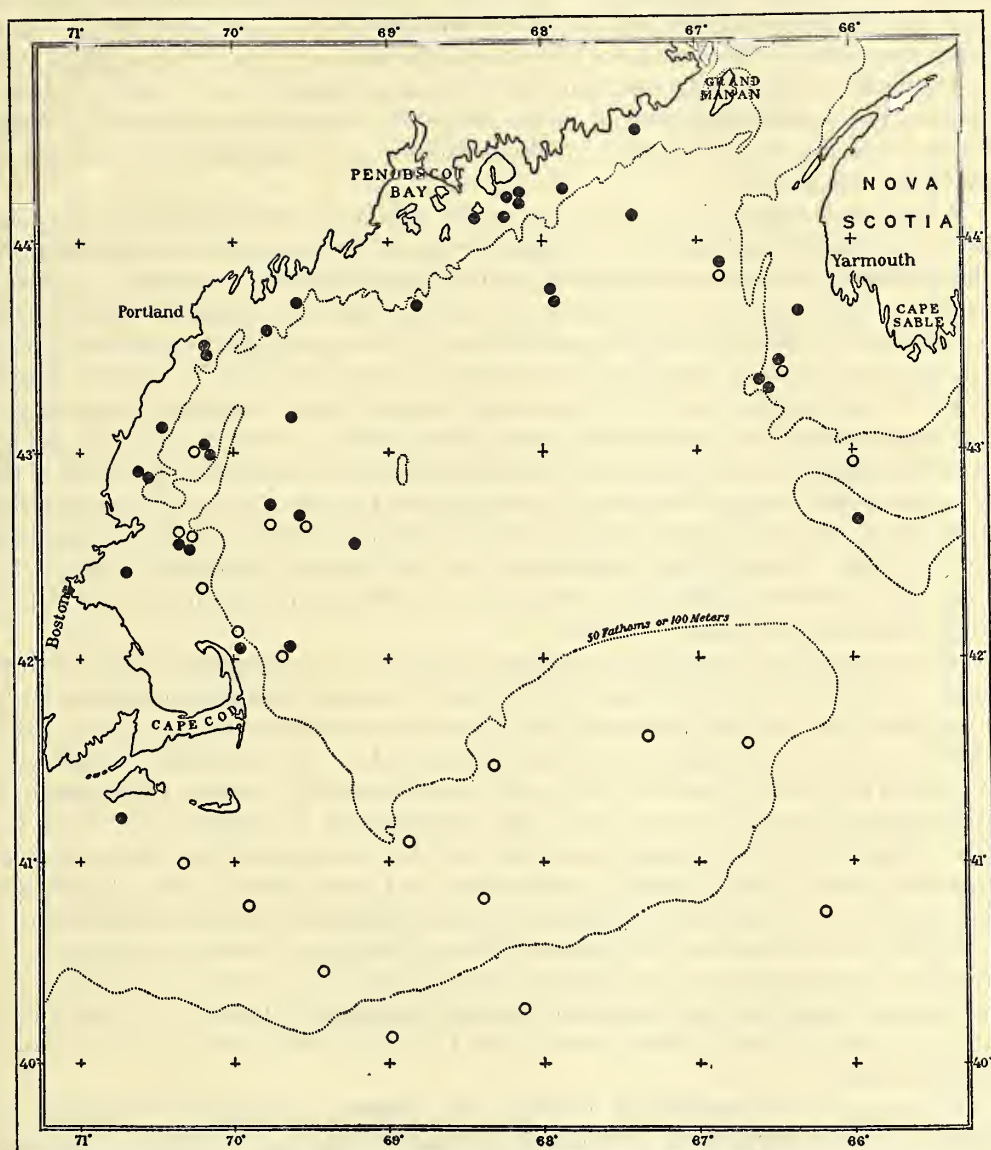 71° 70° 69° 68° 67° 66°
GRAND
MANAN
PENOBSCOT
BAY
NOVA
SCOTIA
44° 44°
Yarmouth
Portland
CAPE
SABLE
43° 43°
Boston
50 Fathoms or 100 Meters
42° 42°
CAPE COD
41° 41°
40° 40°
71° 70° 69° 68° 67° 66°